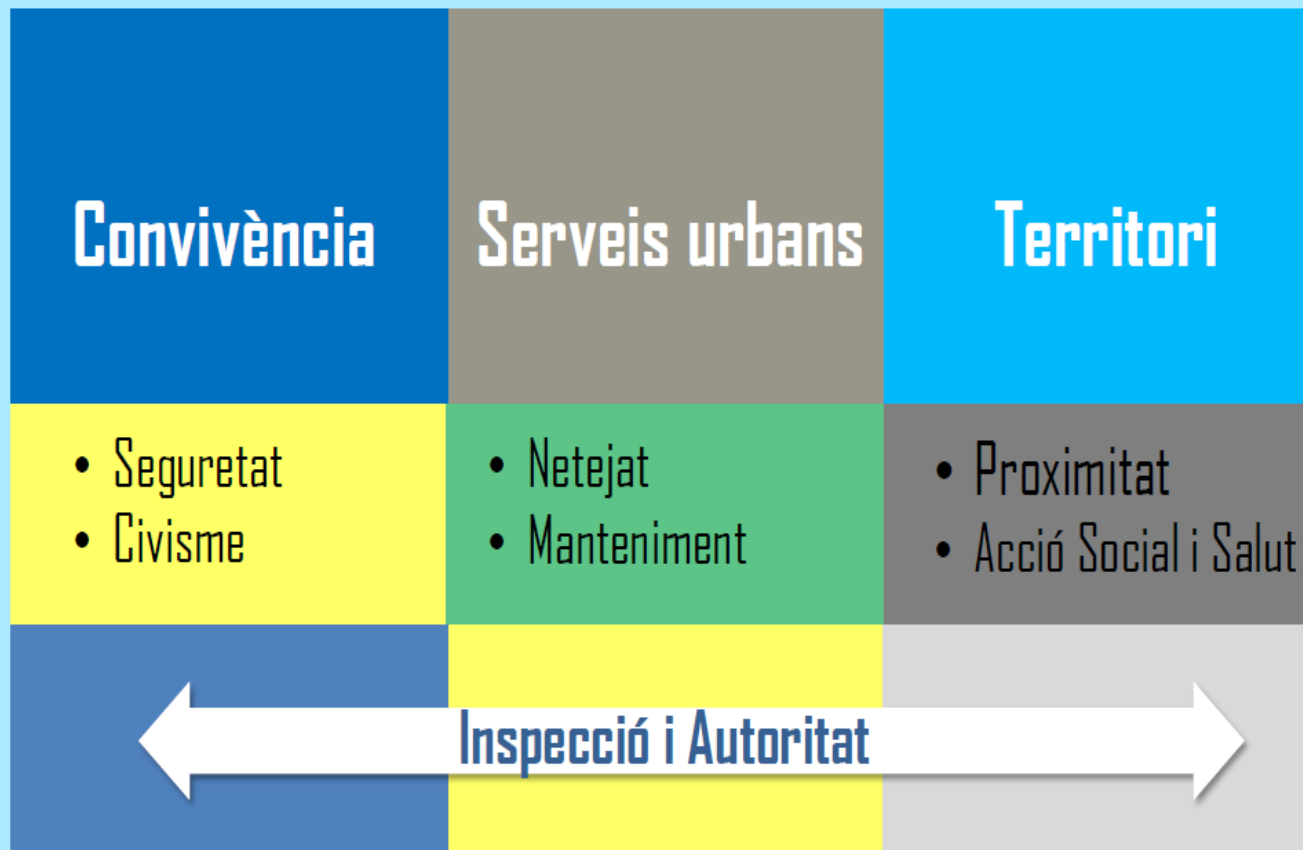 Convivència
Serveis urbans
Territori
• Seguretat
• Civisme
• Netejat
• Manteniment
• Proximitat
• Acció Social i Salut
Inspecció i Autoritat